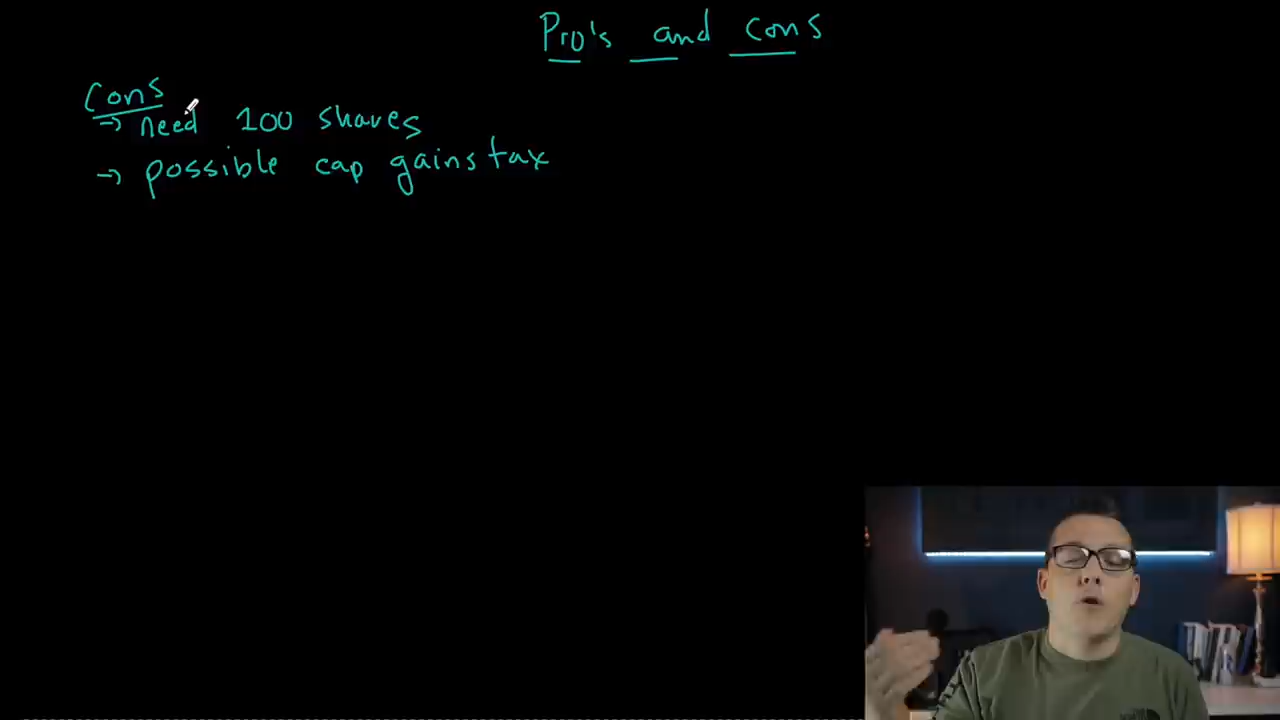 Pro's and cons
Cons
→ need 100 shares
→ possible cap gains tax